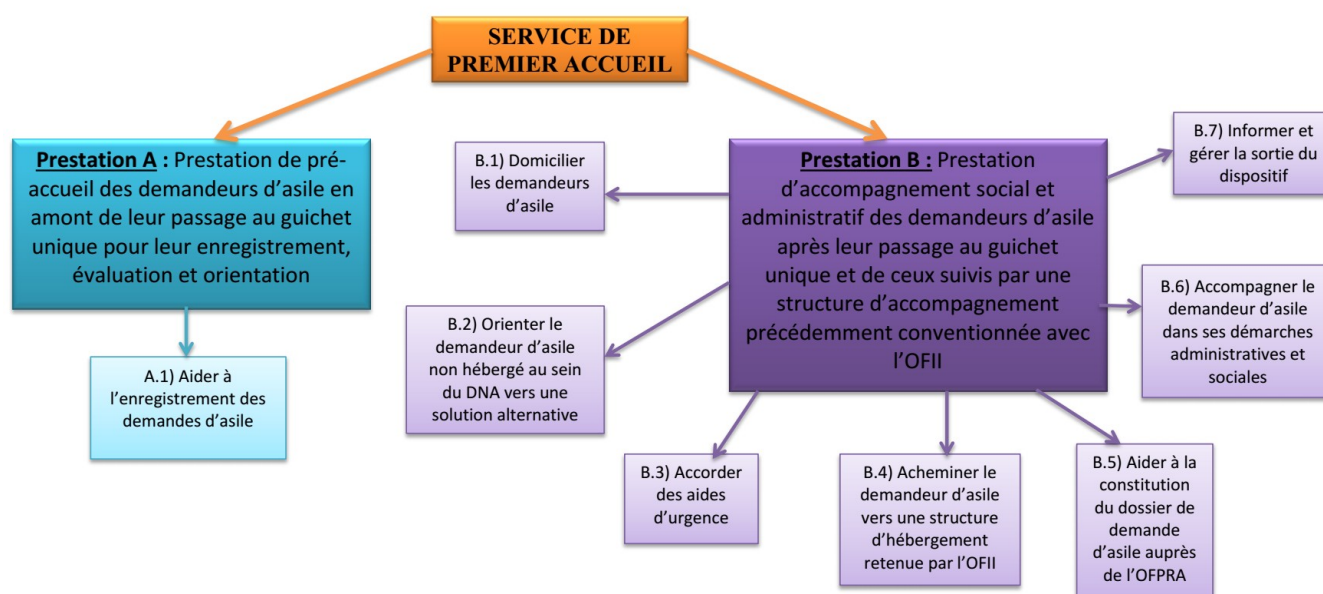 SERVICE DE
PREMIER ACCUEIL
Prestation A : Prestation de pré-
accueil des demandeurs d’asile en
amont de leur passage au guichet
unique pour leur enregistrement,
évaluation et orientation
A.1) Aider à
l’enregistrement des
demandes d’asile
Prestation B : Prestation
d’accompagnement social et
administratif des demandeurs d’asile
après leur passage au guichet
unique et de ceux suivis par une
structure d’accompagnement
précédemment conventionnée avec
l’OFII
B.1) Domicilier
les demandeurs
d’asile
B.2) Orienter le
demandeur d’asile
non hébergé au sein
du DNA vers une
solution alternative
B.3) Accorder
des aides
d’urgence
B.4) Acheminer le
demandeur d’asile
vers une structure
d’hébergement
retenue par l’OFII
B.5) Aider à la
constitution
du dossier de
demande
d’asile auprès
de l’OFPRA
B.6) Accompagner le
demandeur d’asile
dans ses démarches
administratives et
sociales
B.7) Informer et
gérer la sortie du
dispositif